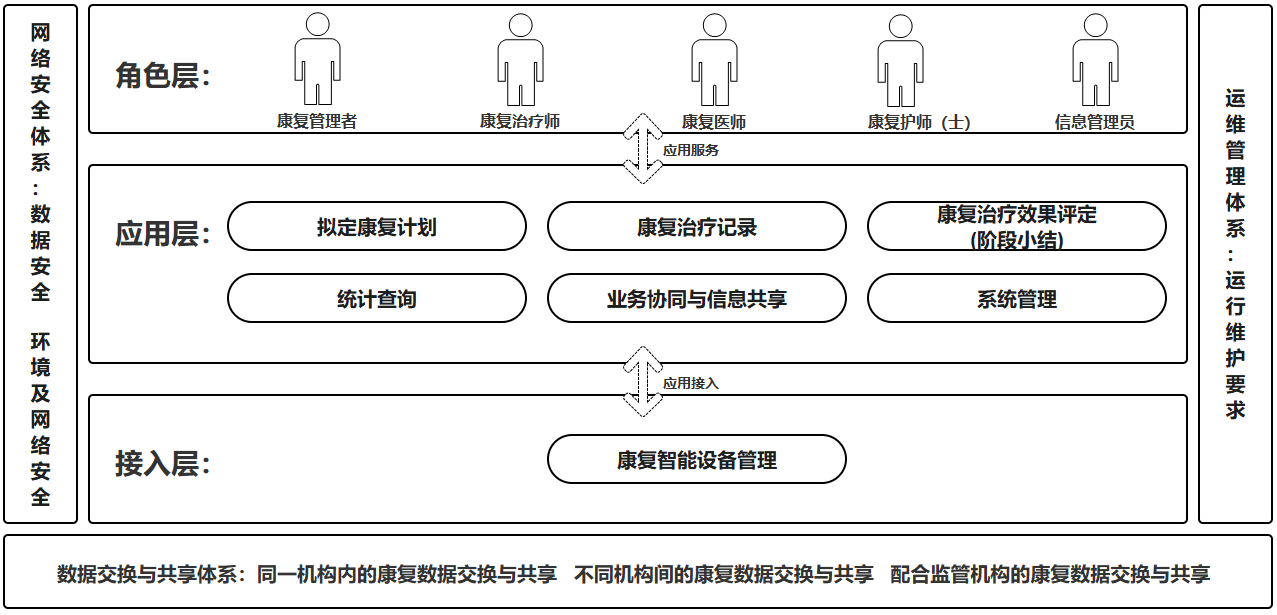 网络安全体系：数据安全 环境及网络安全
角色层：
康复管理者
康复治疗师
康复医师
康复护师（士）
信息管理员
应用服务
应用层：
拟定康复计划
康复治疗记录
康复治疗效果评定
(阶段小结)
统计查询
业务协同与信息共享
系统管理
应用接入
接入层：
康复智能设备管理
运维管理体系：运行维护要求
数据交换与共享体系：同一机构内的康复数据交换与共享 不同机构间的康复数据交换与共享 配合监管机构的康复数据交换与共享